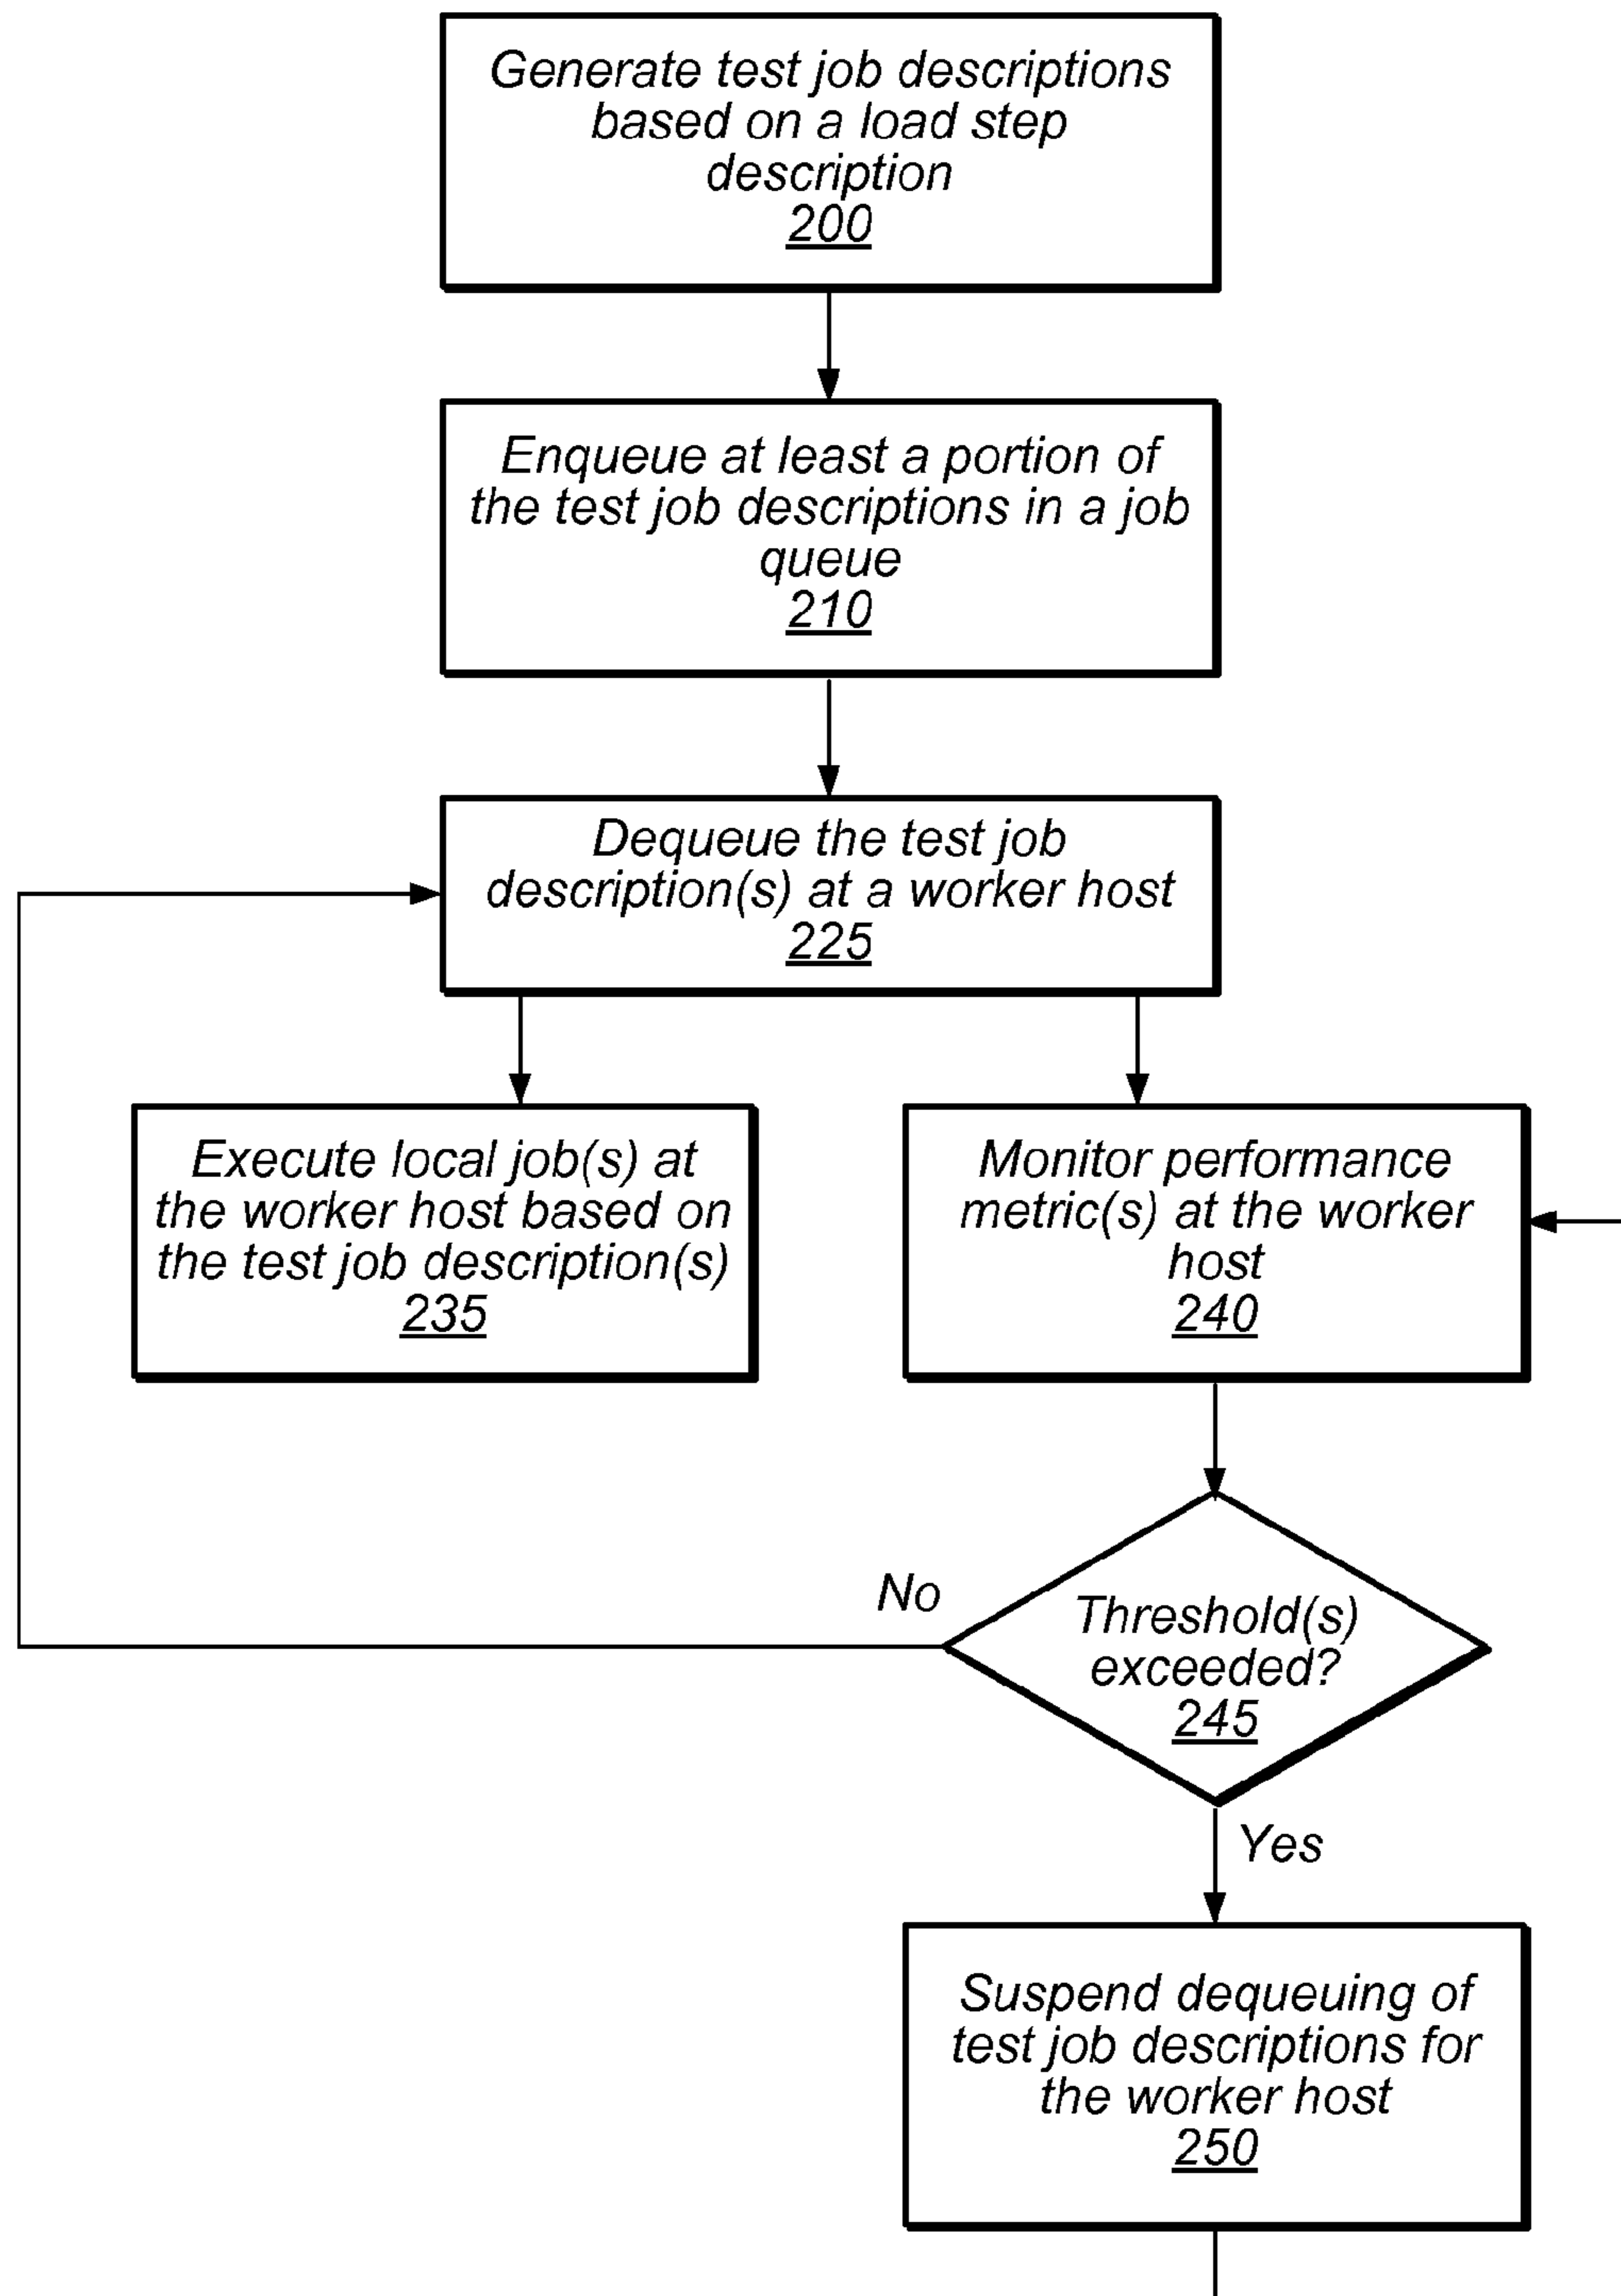 Generate test job descriptions
based on a load step
description
200
Enqueue at least a portion of
the test job descriptions in a job
queue
210
Dequeue the test job
description(s) at a worker host
225
Execute local job(s) at
the worker host based on
the test job description(s)
235
Monitor performance
metric(s) at the worker
host
240
No
Threshold(s)
exceeded?
245
Yes
Suspend dequeuing of
test job descriptions for
the worker host
250